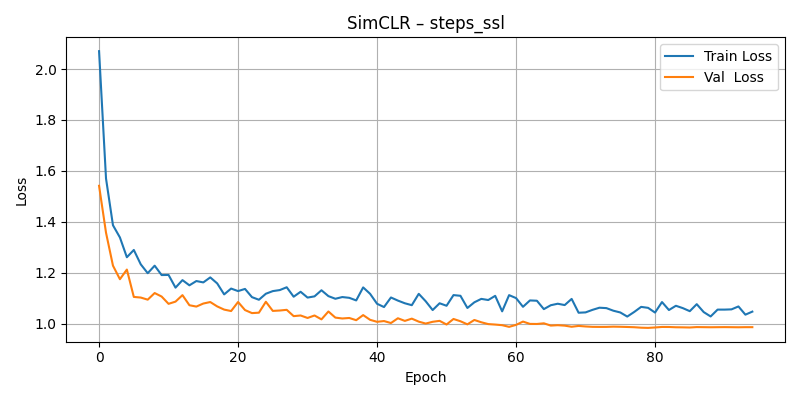 SimCLR – steps_ssl
Train Loss
Val  Loss
2.0
1.8
1.6
1.4
1.2
1.0
Loss
0 20 40 60 80
Epoch